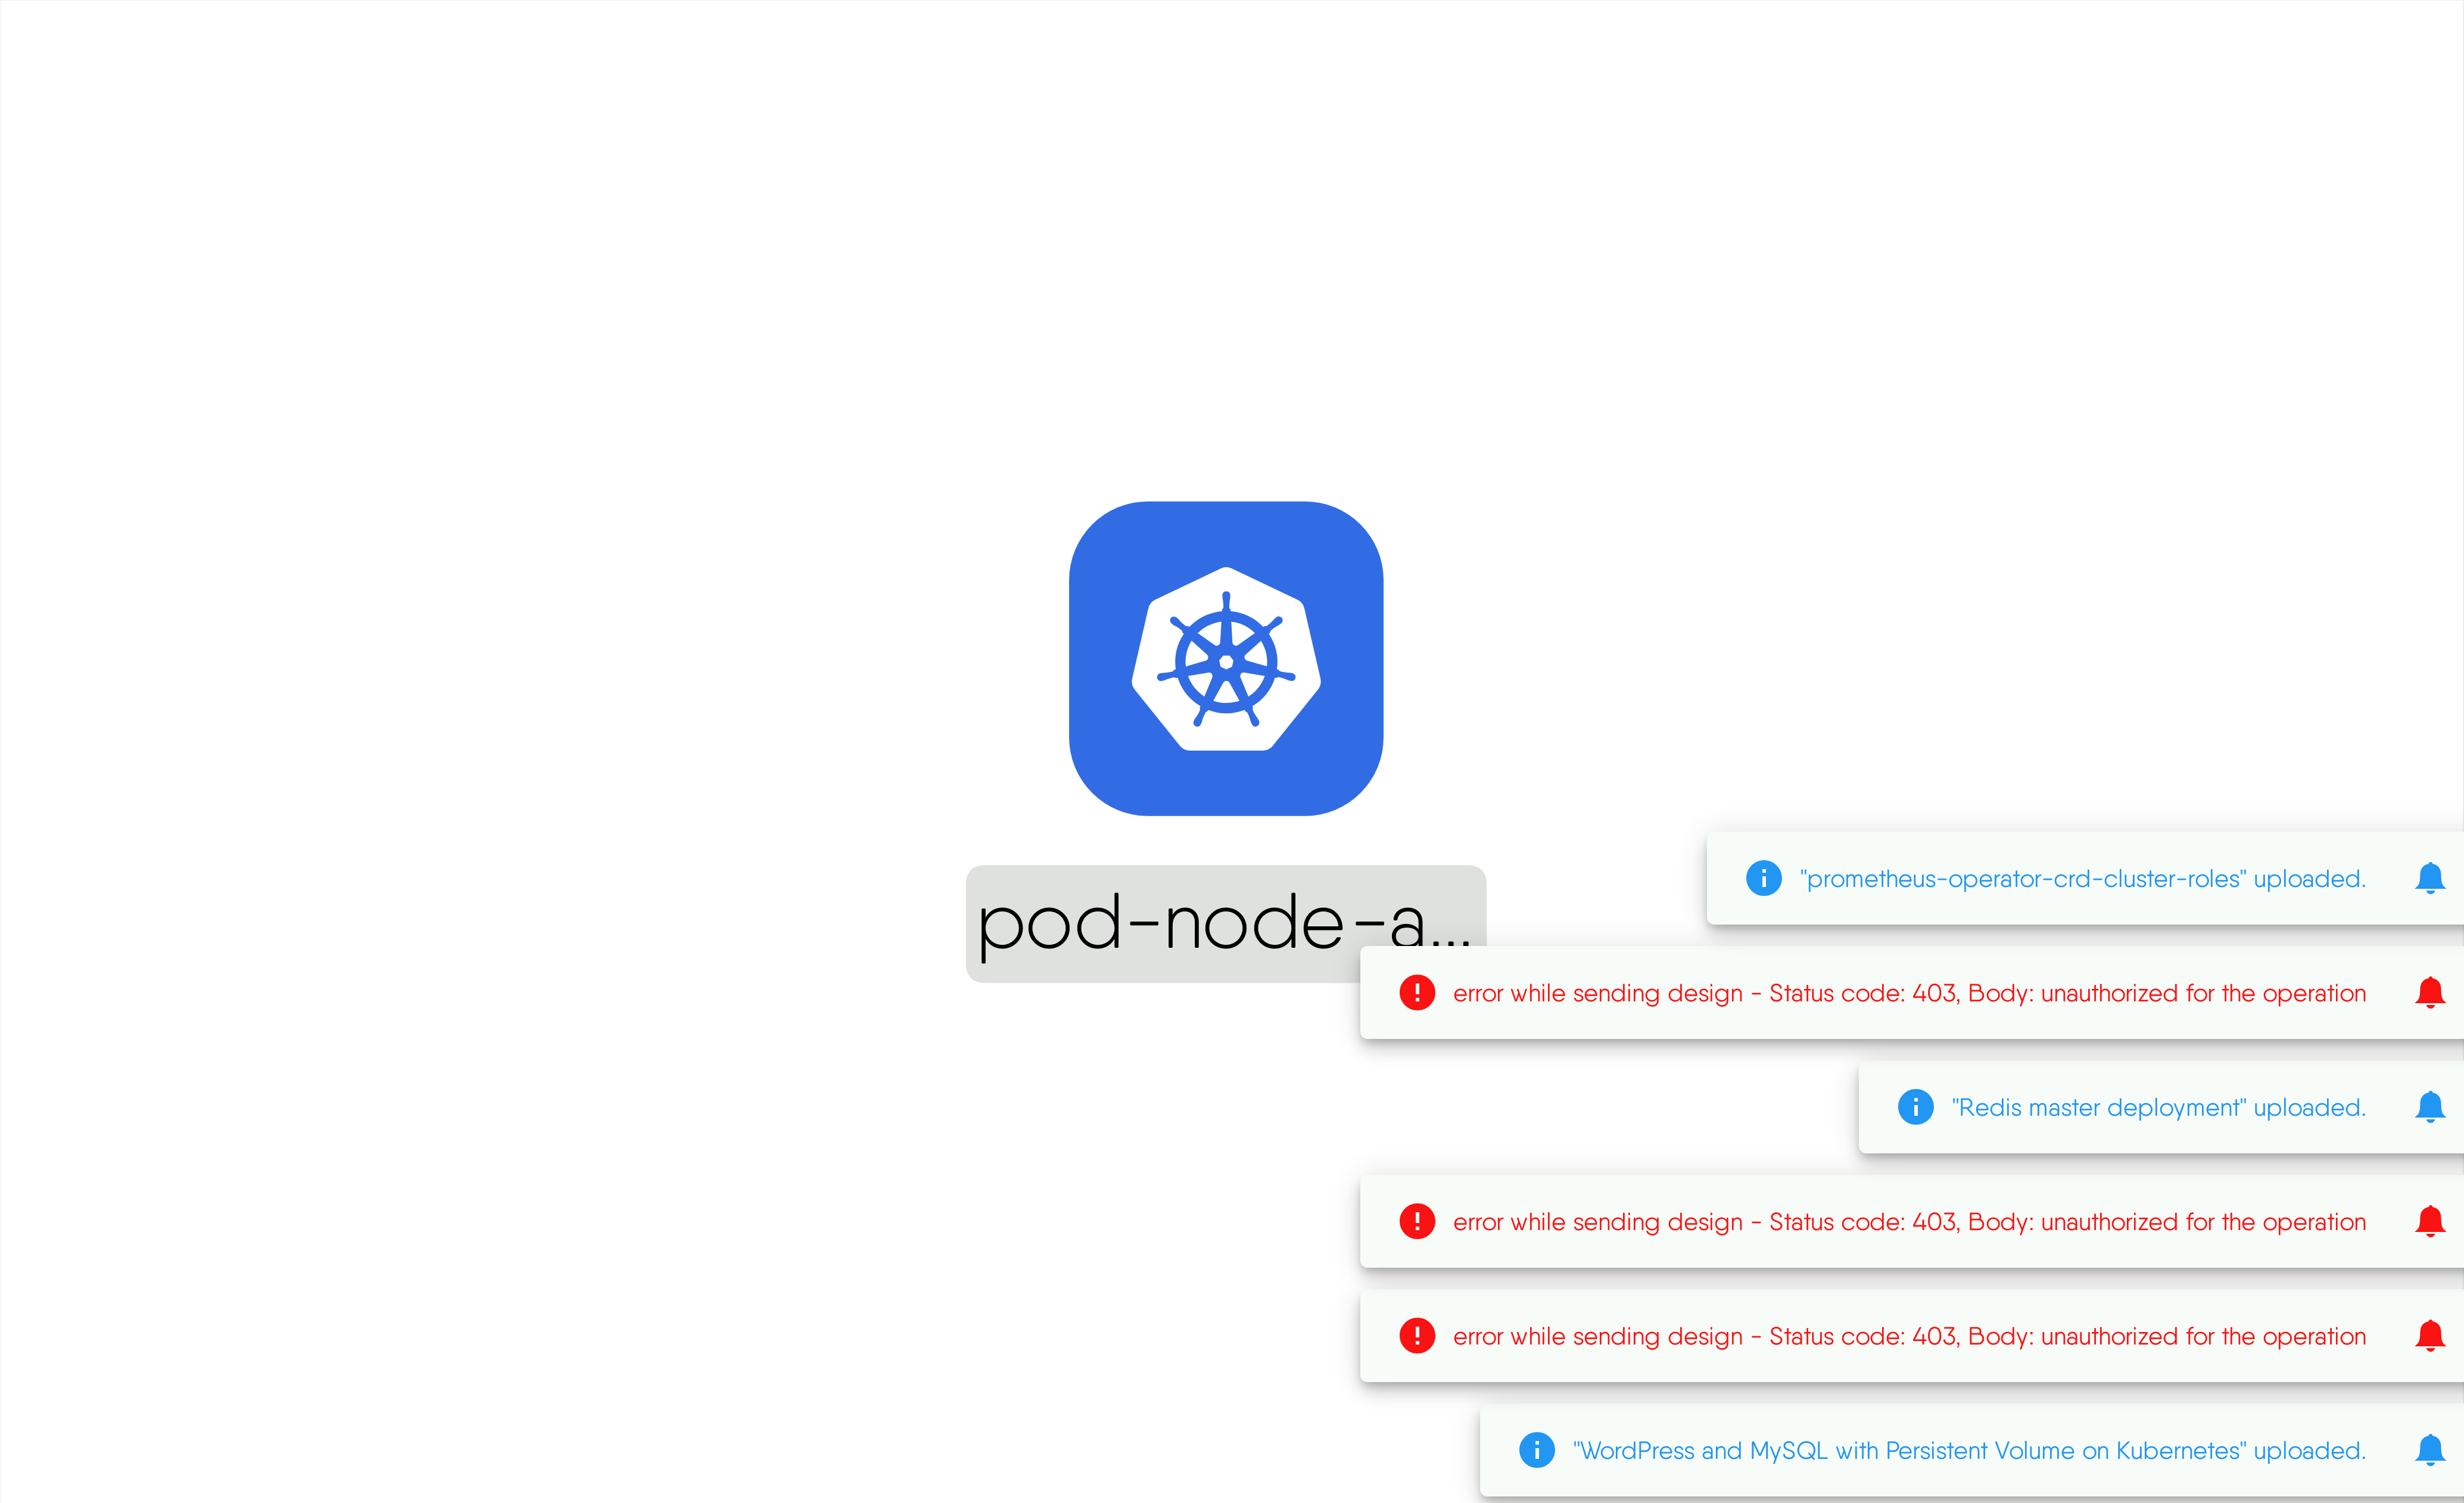 pod-node-a...
"prometheus-operator-crd-cluster-roles" uploaded.
error while sending design - Status code: 403, Body: unauthorized for the operation
"Redis master deployment" uploaded.
error while sending design - Status code: 403, Body: unauthorized for the operation
error while sending design - Status code: 403, Body: unauthorized for the operation
"WordPress and MySQL with Persistent Volume on Kubernetes" uploaded.